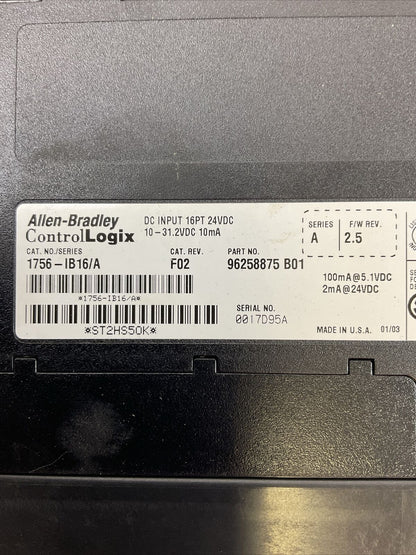 Allen-Bradley
ControlLogix
DC INPUT 16PT 24VDC
10-31.2VDC 10mA
SERIES
A
F/W REV.
2.5
CAT. NO./SERIES
1756-IB16/A
CAT. REV.
F02
PART NO.
96258875 B01
100mA@5.1VDC
2mA@24VDC
*1756-IB16/A*
SERIAL NO.
0017D95A
*ST2HS50K*
MADE IN U.S.A.
01/03